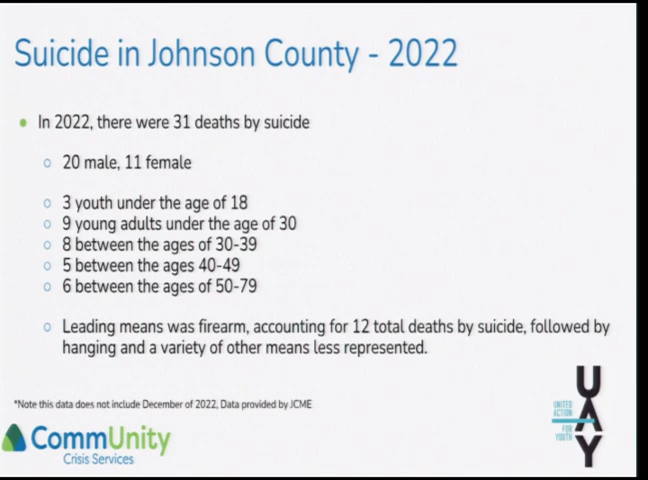 Suicide in Johnson County - 2022
In 2022, there were 31 deaths by suicide
20 male, 11 female
3 youth under the age of 18
9 young adults under the age of 30
8 between the ages of 30-39
5 between the ages 40-49
6 between the ages of 50-79
Leading means was firearm, accounting for 12 total deaths by suicide, followed by
hanging and a variety of other means less represented.
*Note this data does not include December of 2022, Data provided by JCME
CommUnity
Crisis Services
UAY
UNITED
ACTION
FOR
YOUTH